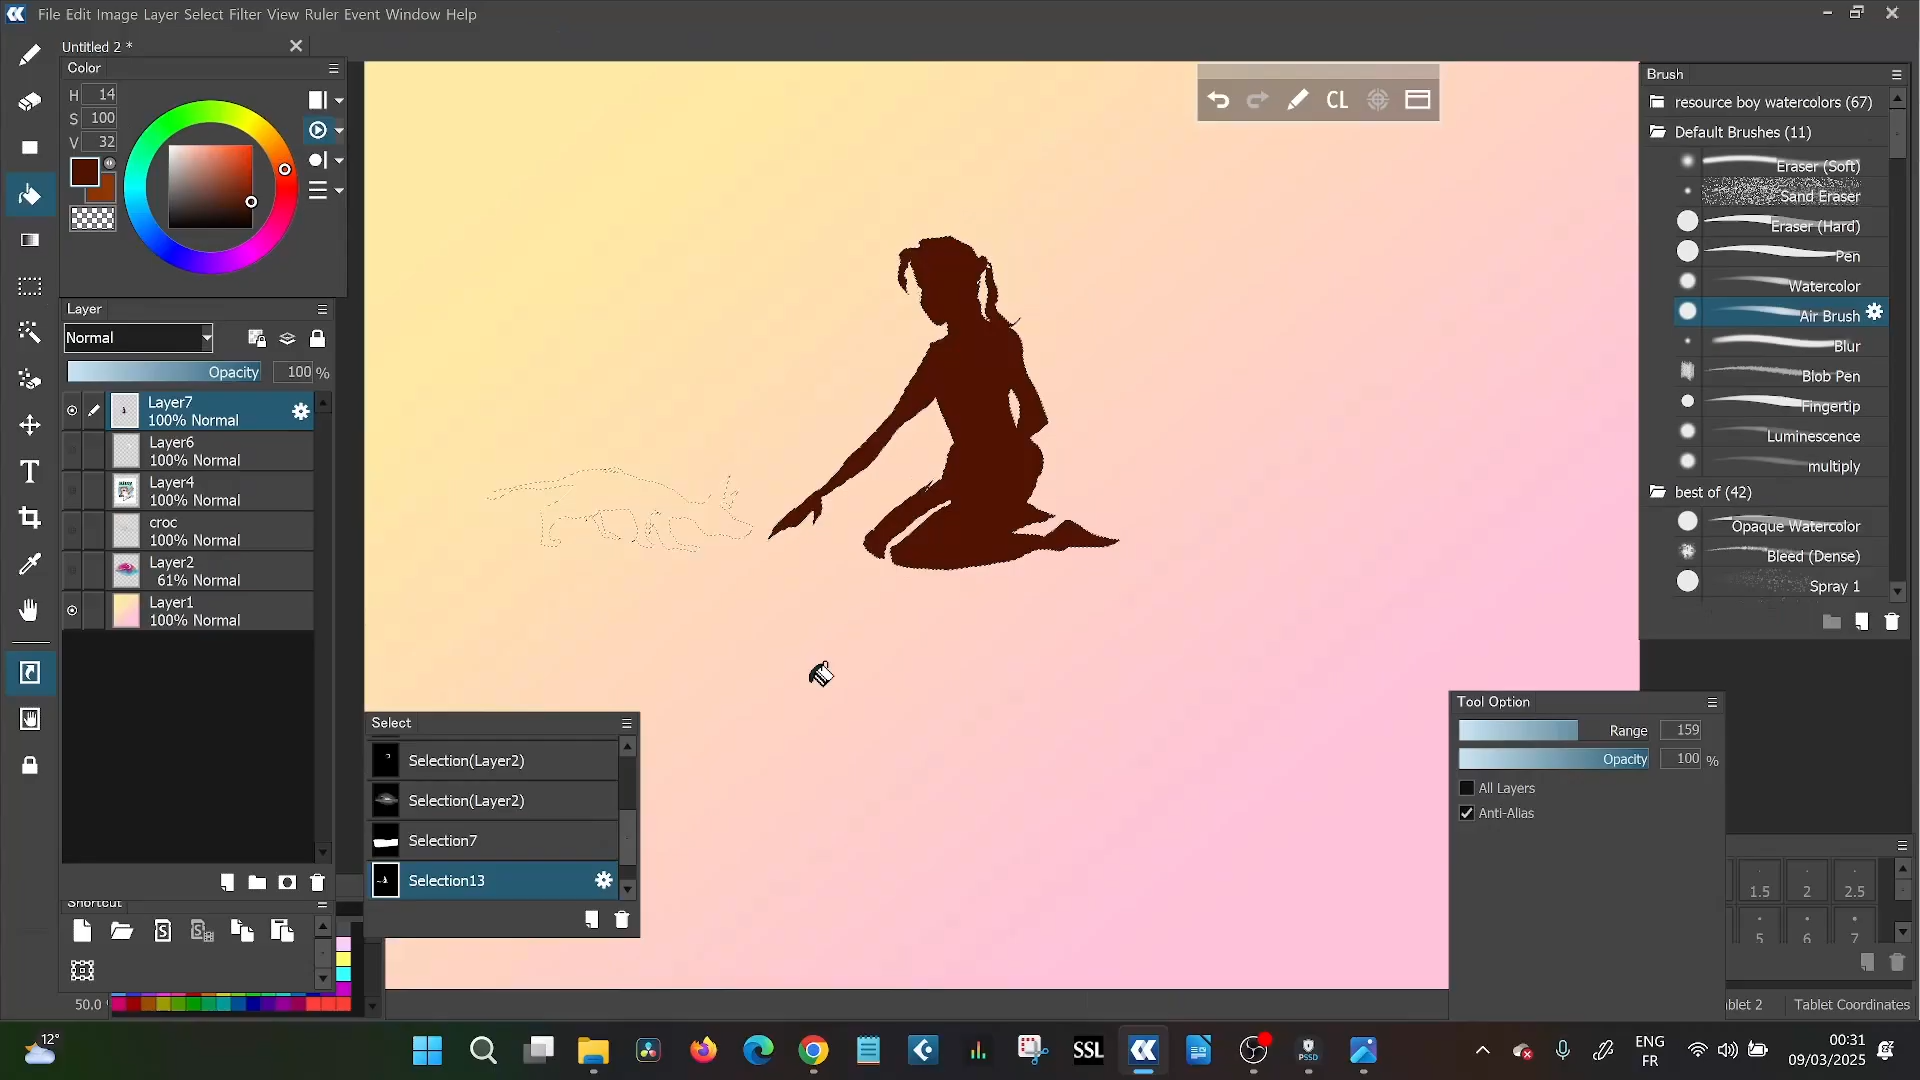 File Edit Image Layer Select Filter View Ruler Event Window Help
Untitled 2 *
Color
H 14
S 100
V 32
Layer
Normal
Opacity 100 %
Layer7
100% Normal
Layer6
100% Normal
Layer4
100% Normal
croc
100% Normal
Layer2
61% Normal
Layer1
100% Normal
Shortcut
50.0
Select
Selection(Layer2)
Selection(Layer2)
Selection7
Selection13
CL
Brush
resource boy watercolors (67)
Default Brushes (11)
Eraser (Soft)
Sand Eraser
Eraser (Hard)
Pen
Watercolor
Air Brush
Blur
Blob Pen
Fingertip
Luminescence
multiply
best of (42)
Opaque Watercolor
Bleed (Dense)
Spray 1
Tool Option
Range 159
Opacity 100 %
All Layers
Anti-Alias
1.5 2 2.5
5 6 7
blet 2 Tablet Coordinates
12°
SSL
PSSD
ENG
FR
00:31
09/03/2025